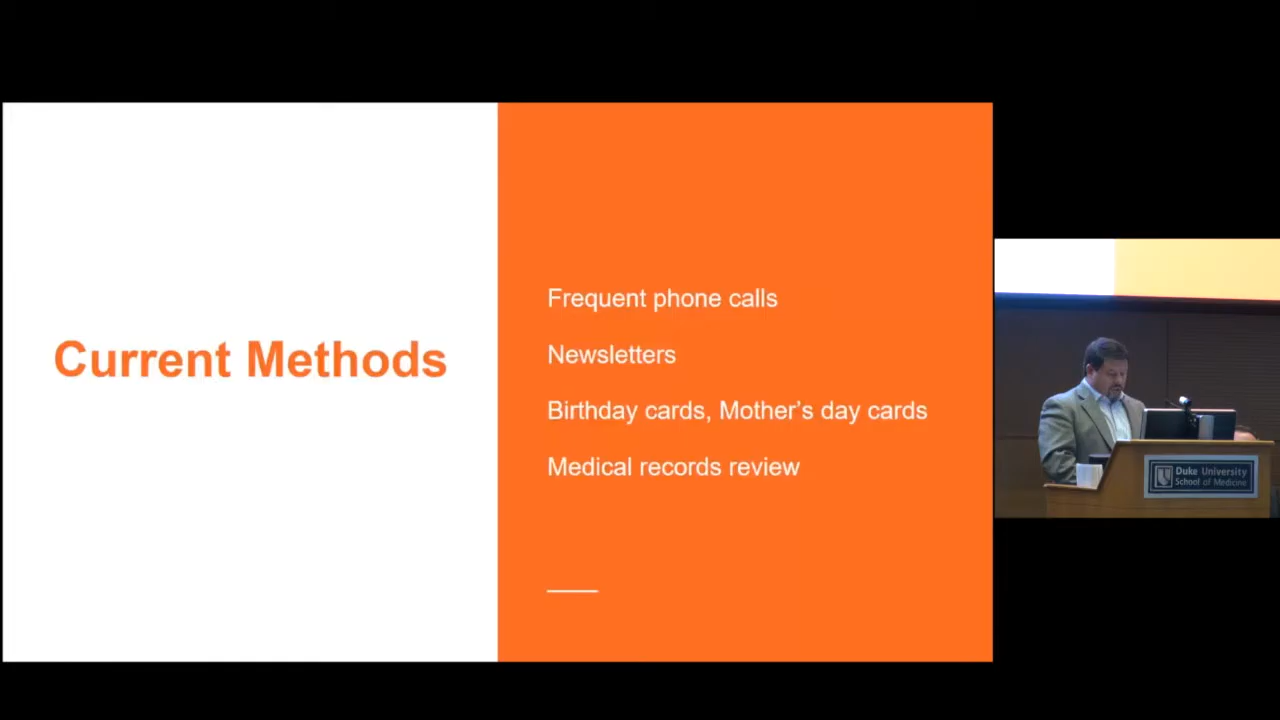 Current Methods
Frequent phone calls
Newsletters
Birthday cards, Mother's day cards
Medical records review
Duke University
School of Medicine